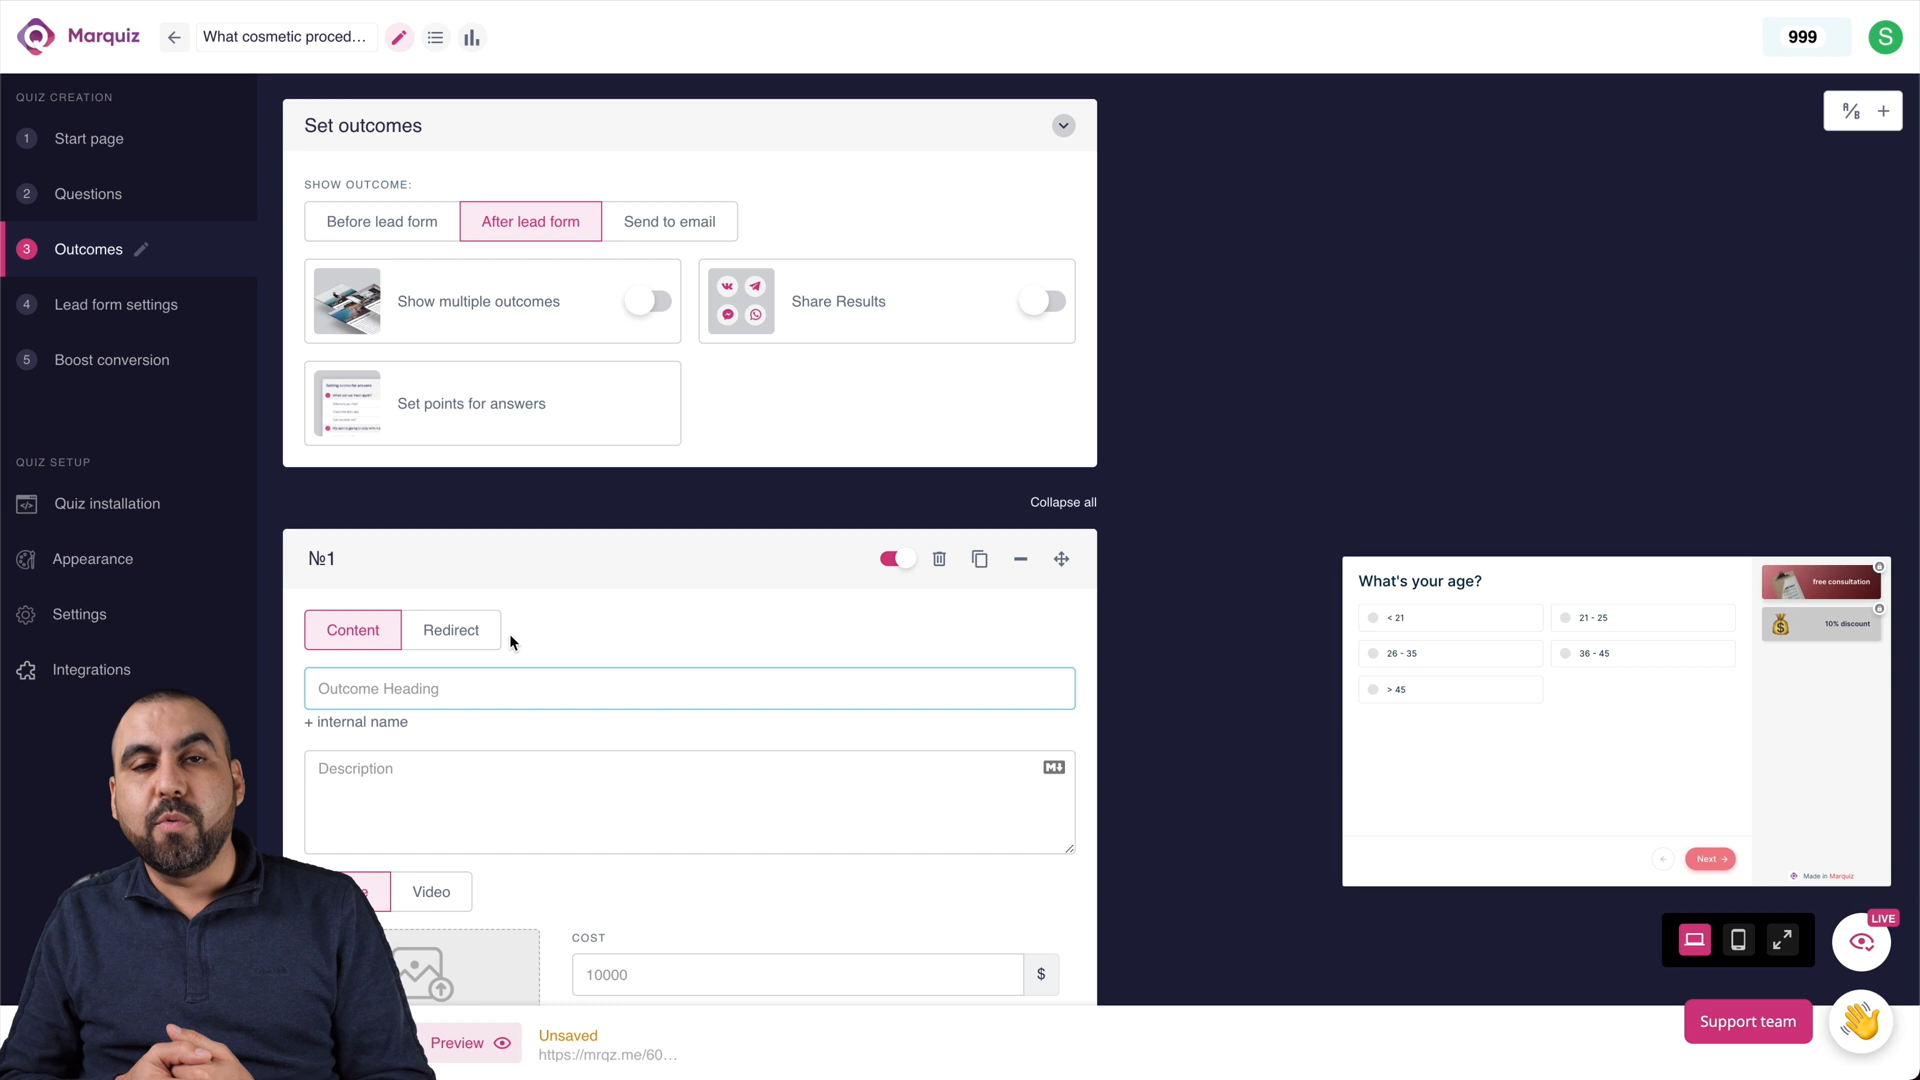 Marquiz
What cosmetic proced...
999
S
QUIZ CREATION
1 Start page
2 Questions
3 Outcomes
4 Lead form settings
5 Boost conversion
QUIZ SETUP
Quiz installation
Appearance
Settings
Integrations
Set outcomes
A/B +
SHOW OUTCOME:
Before lead form
After lead form
Send to email
Show multiple outcomes
Share Results
Set points for answers
Collapse all
№1
Content
Redirect
Outcome Heading
+ internal name
Description
M
Video
COST
10000
$
Preview
Unsaved
https://mrqz.me/60...
What's your age?
< 21
21 - 25
26 - 35
36 - 45
> 45
free consultation
10% discount
Next →
Made in Marquiz
LIVE
Support team